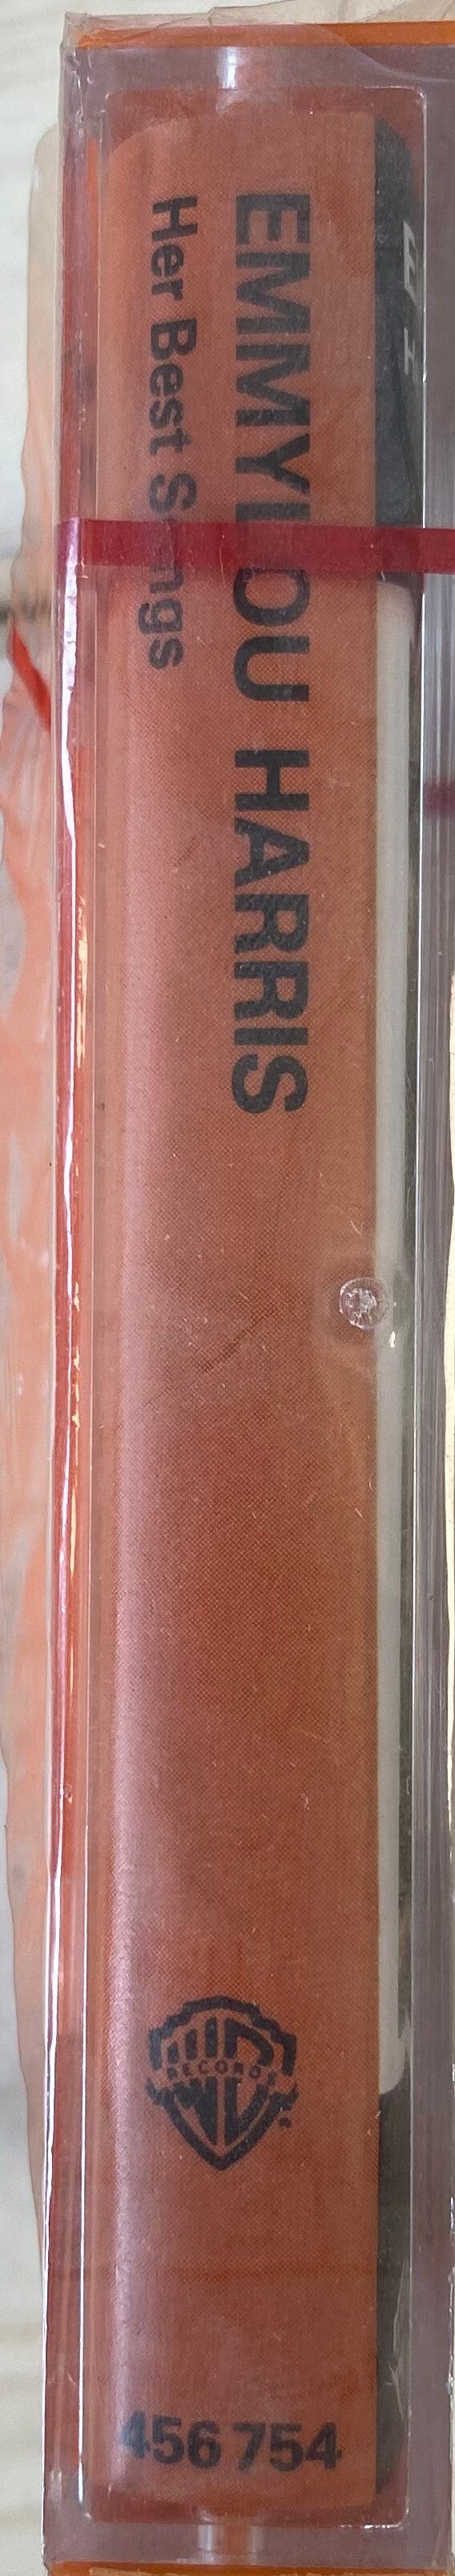 EMMYLOU HARRIS
Her Best Songs
RECORDS
456 754